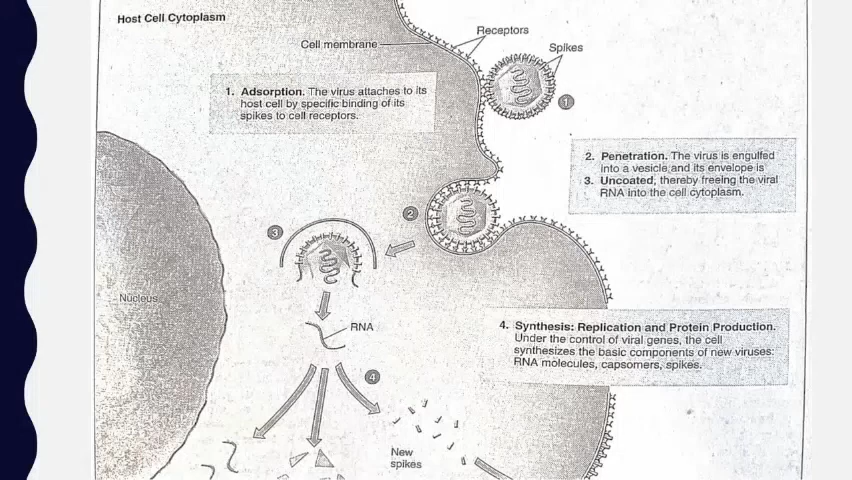 Host Cell Cytoplasm
Receptors
Cell membrane
Spikes
1. Adsorption. The virus attaches to its
host cell by specific binding of its
spikes to cell receptors.
1
2. Penetration. The virus is engulfed
into a vesicle and its envelope is
3. Uncoated, thereby freeing the viral
RNA into the cell cytoplasm.
2
3
Nucleus
RNA
4. Synthesis: Replication and Protein Production.
Under the control of viral genes, the cell
synthesizes the basic components of new viruses:
RNA molecules, capsomers, spikes.
4
New
spikes